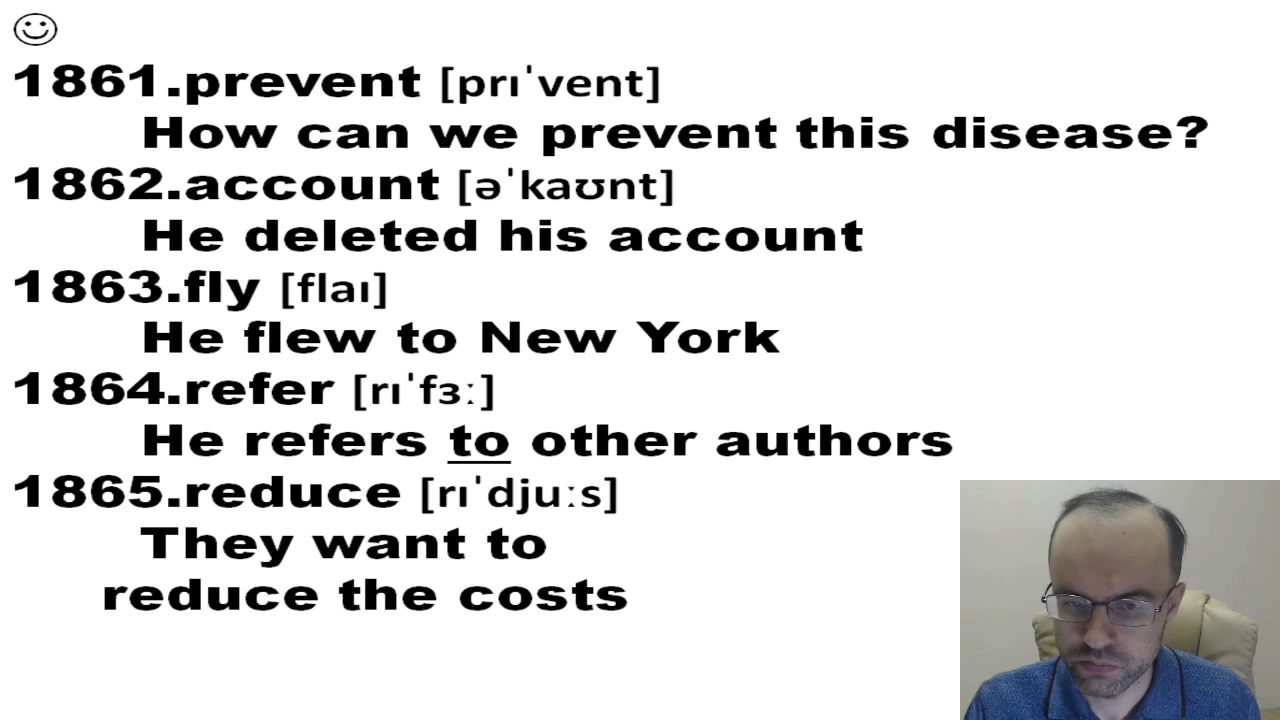 1861.prevent [prɪˈvent]
How can we prevent this disease?
1862.account [əˈkaʊnt]
He deleted his account
1863.fly [flaɪ]
He flew to New York
1864.refer [rɪˈfɜː]
He refers to other authors
1865.reduce [rɪˈdjuːs]
They want to
reduce the costs